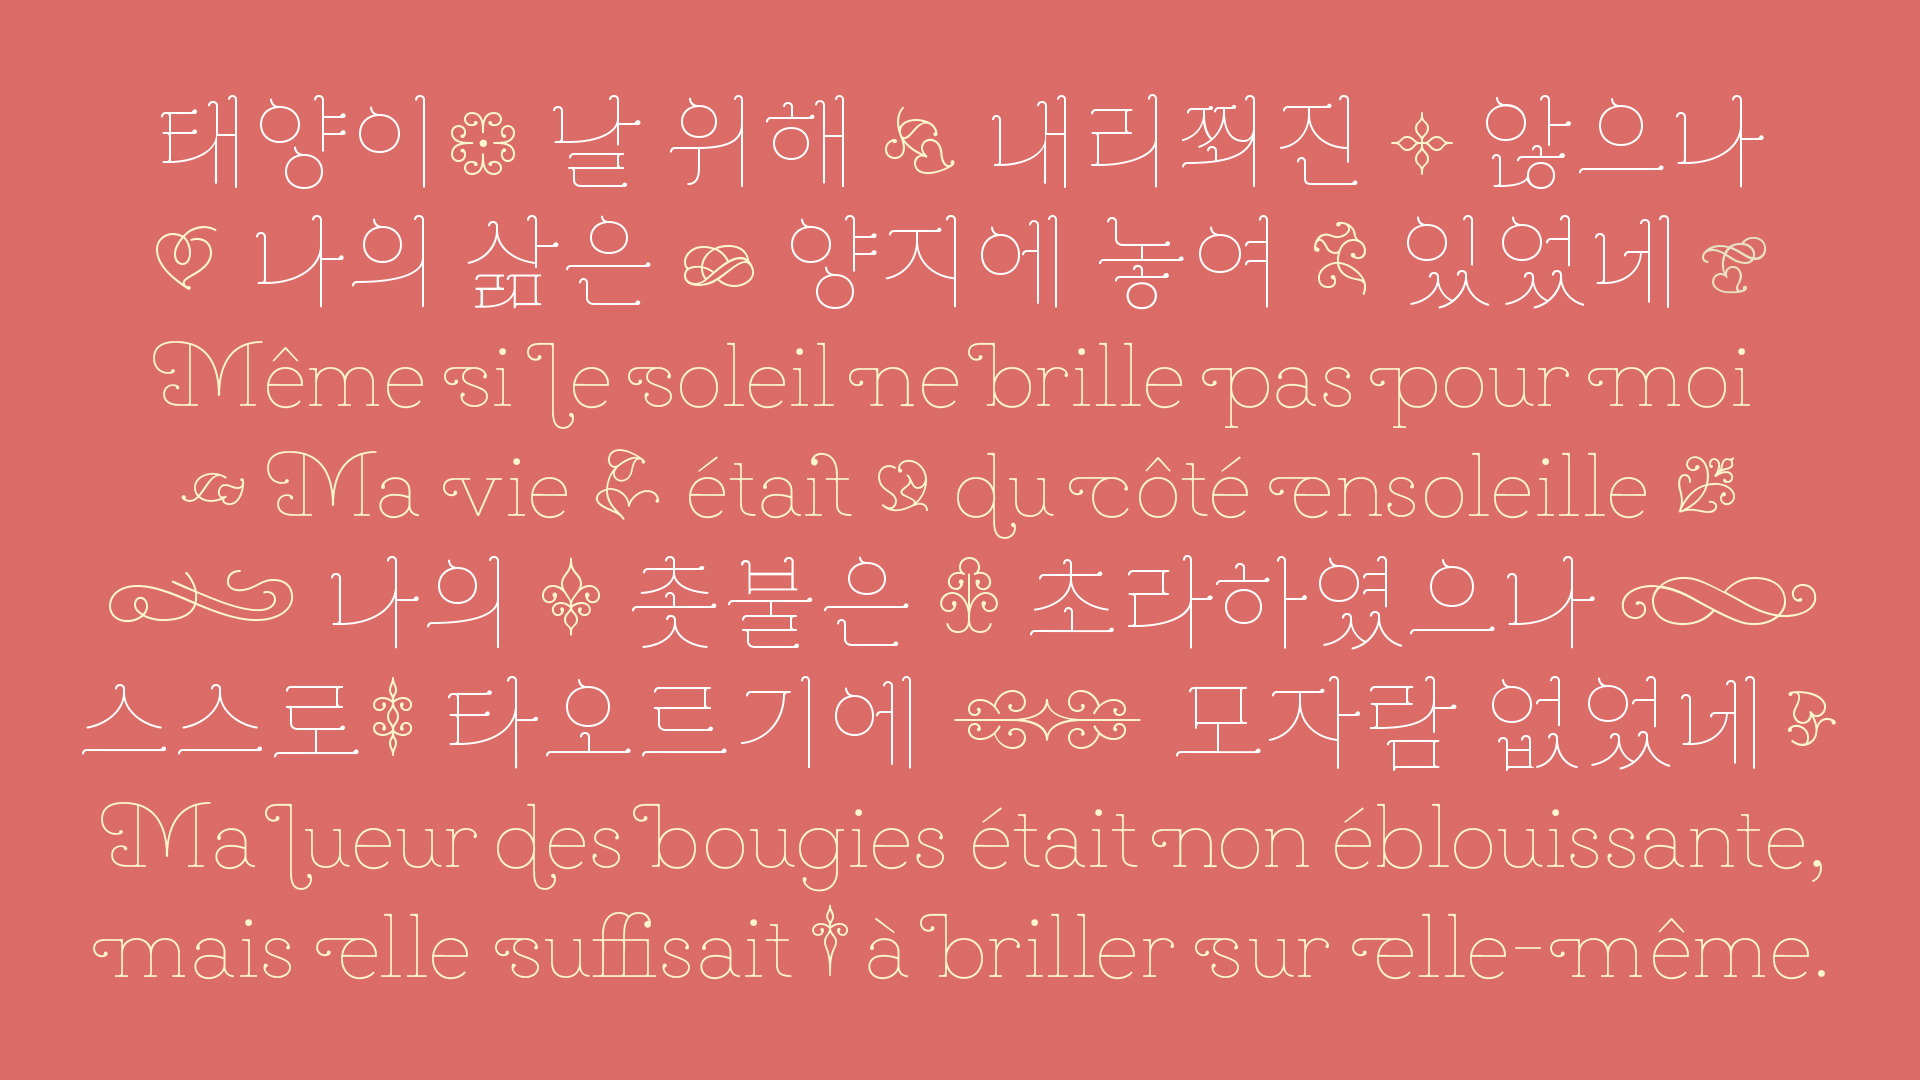 태양이 날 위해 내리쬐진 않으나
나의 삶은 양지에 놓여 있었네
Même si le soleil ne brille pas pour moi
Ma vie était du côté ensoleille
나의 촛불은 초라하였으나
스스로 타오르기에 모자람 없었네
Ma lueur des bougies était non éblouissante,
mais elle suffisait à briller sur elle-même.